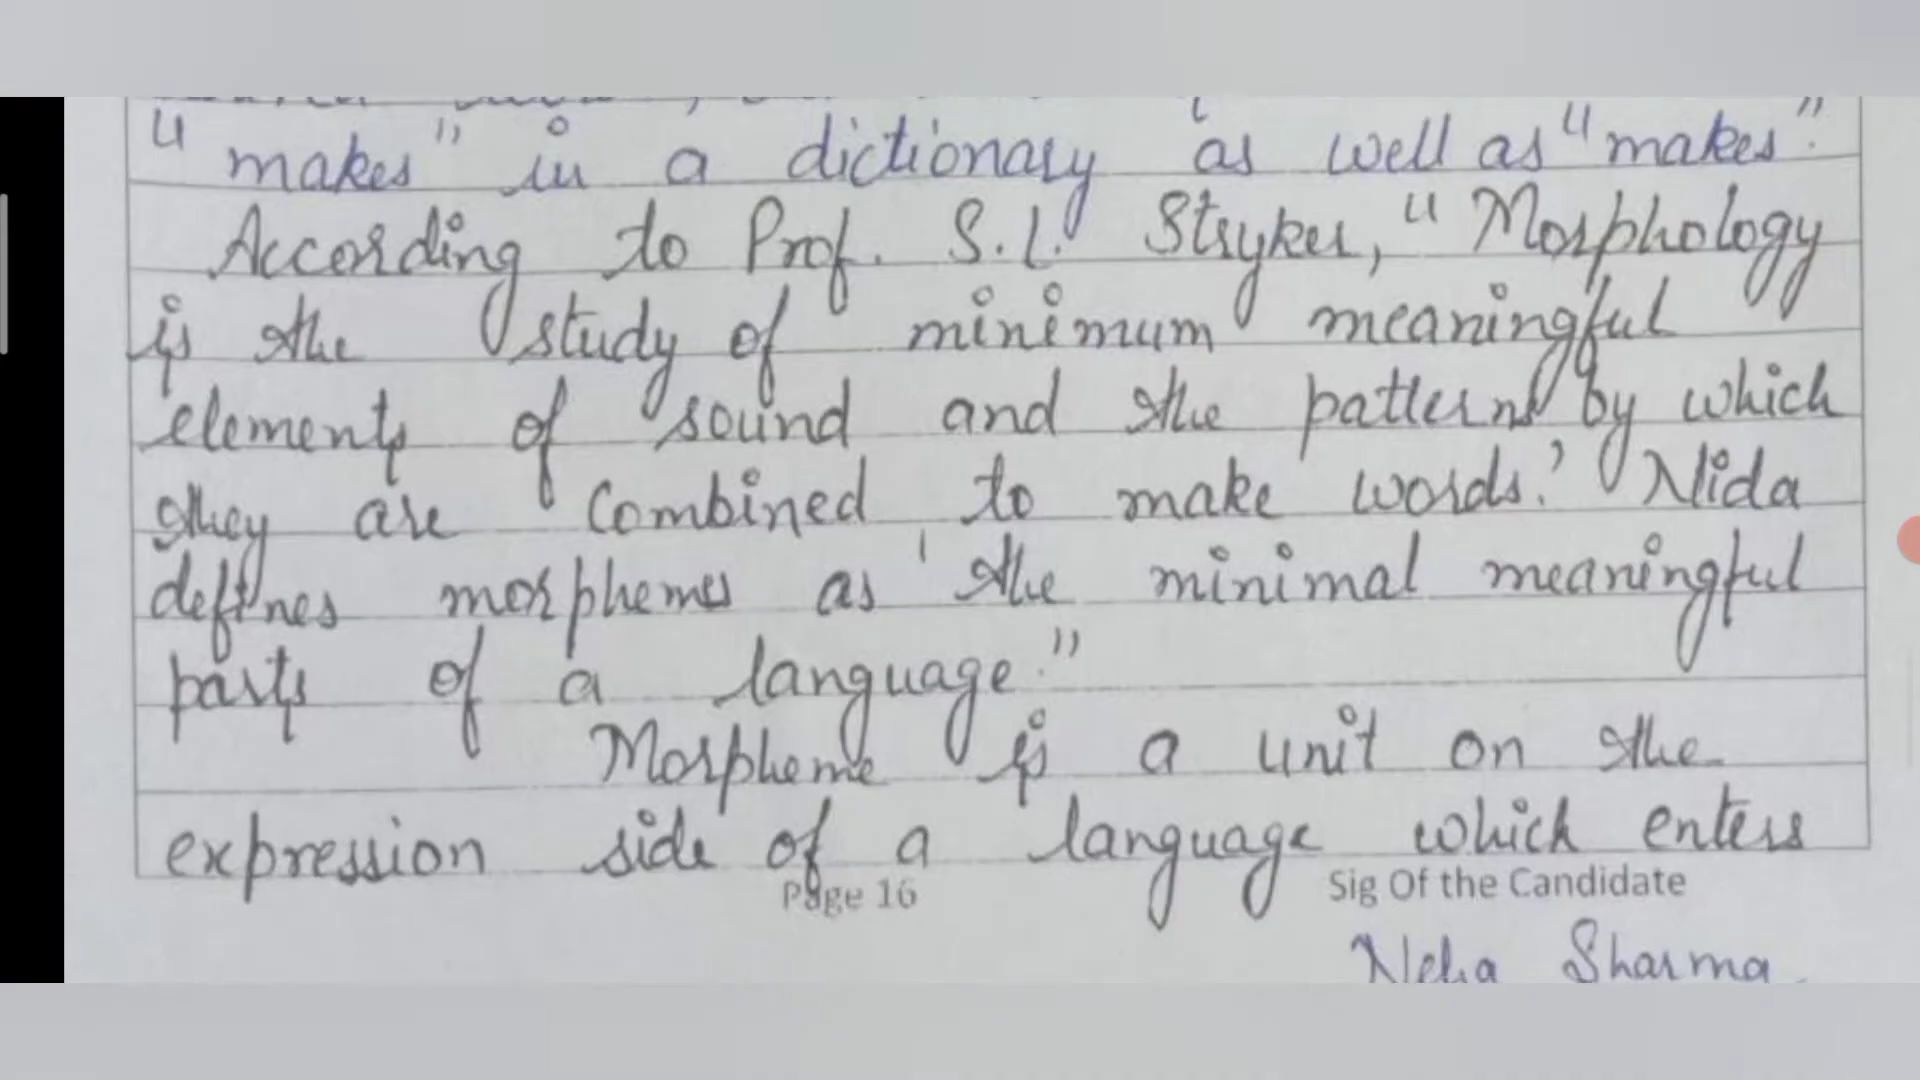 "makes" in a dictionary as well as "makes".
According to Prof. S.L. Stryker, "Morphology
is the study of minimum meaningful
elements of sound and the patterns by which
they are combined to make words.' Nida
defines morphemes as 'the minimal meaningful
parts of a language."
Morpheme is a unit on the
expression side of a language which enters
Page 16
Sig Of the Candidate
Neha Sharma